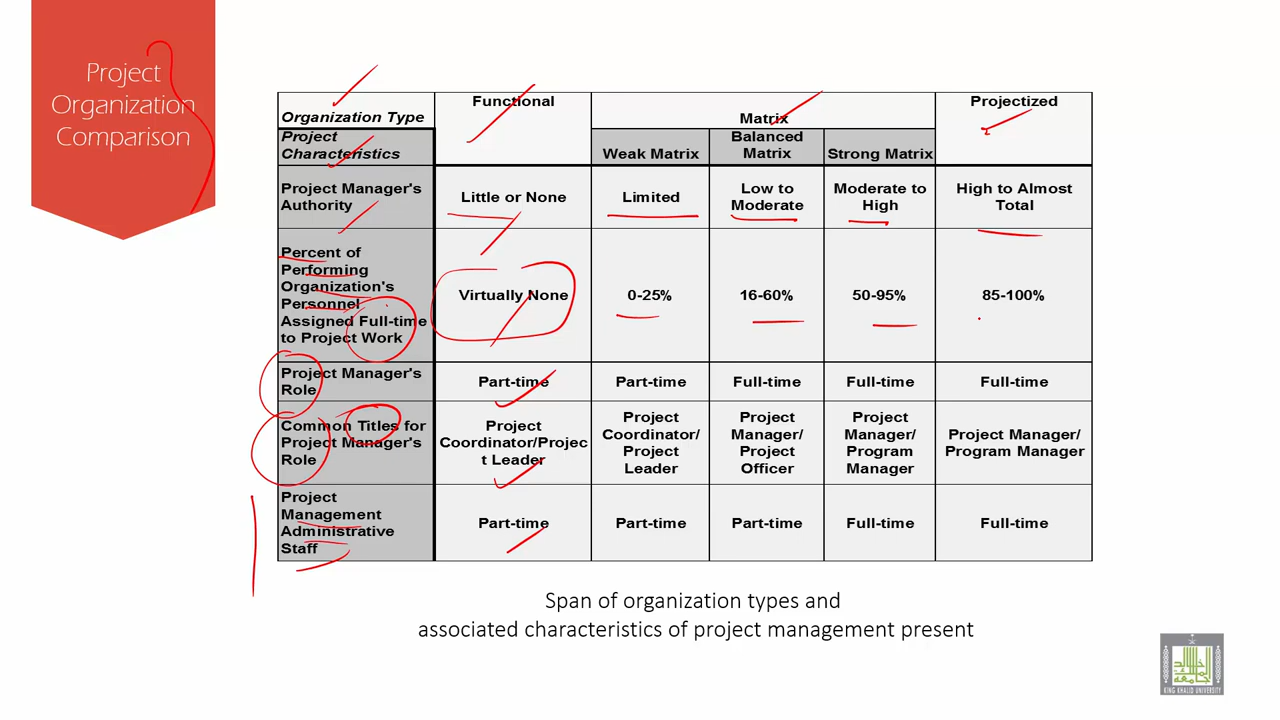 Project
Organization
Comparison
Organization Type
Functional
Matrix
Projectized
Project
Characteristics
Weak Matrix
Balanced
Matrix
Strong Matrix
Project Manager's
Authority
Little or None
Limited
Low to
Moderate
Moderate to
High
High to Almost
Total
Percent of
Performing
Organization's
Personnel
Assigned Full-time
to Project Work
Virtually None
0-25%
16-60%
50-95%
85-100%
Project Manager's
Role
Part-time
Part-time
Full-time
Full-time
Full-time
Common Titles for
Project Manager's
Role
Project
Coordinator/Projec
t Leader
Project
Coordinator/
Project
Leader
Project
Manager/
Project
Officer
Project
Manager/
Program
Manager
Project Manager/
Program Manager
Project
Management
Administrative
Staff
Part-time
Part-time
Part-time
Full-time
Full-time
Span of organization types and
associated characteristics of project management present
KING KHALID UNIVERSITY